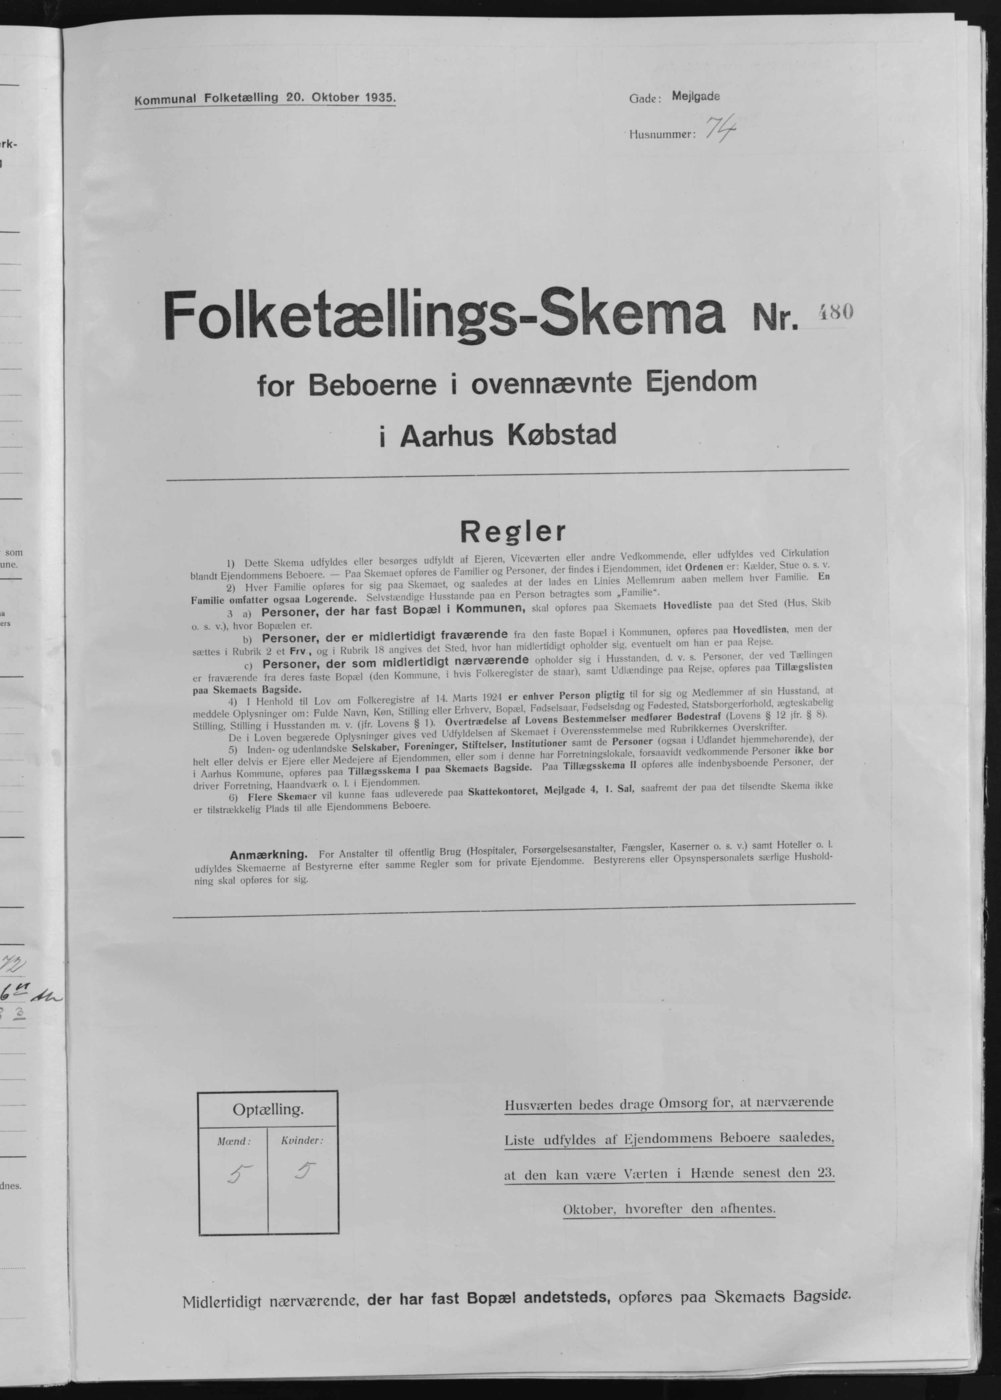 Kommunal Folketælling 20. Oktober 1935.
Gade: Mejlgade
Husnummer: 74
Folketællings-Skema Nr. 480
for Beboerne i ovennævnte Ejendom
i Aarhus Købstad
Regler
1) Dette Skema udfyldes eller besørges udfyldt af Ejeren, Viceværten eller andre Vedkommende, eller udfyldes ved Cirkulation
blandt Ejendommens Beboere. — Paa Skemaet opføres de Familier og Personer, der findes i Ejendommen, idet Ordenen er: Kælder, Stue o. s. v.
2) Hver Familie opføres for sig paa Skemaet, og saaledes at der lades en Linies Mellemrum aaben mellem hver Familie. En
Familie omfatter ogsaa Logerende. Selvstændige Husstande paa en Person betragtes som „Familie“.
3 a) Personer, der har fast Bopæl i Kommunen, skal opføres paa Skemaets Hovedliste paa det Sted (Hus, Skib
o. s. v.), hvor Bopælen er.
b) Personer, der er midlertidigt fraværende fra den faste Bopæl i Kommunen, opføres paa Hovedlisten, men der
sættes i Rubrik 2 et Frv., og i Rubrik 18 angives det Sted, hvor han midlertidigt opholder sig, eventuelt om han er paa Rejse.
c) Personer, der som midlertidigt nærværende opholder sig i Husstanden, d. v. s. Personer, der ved Tællingen
er fraværende fra deres faste Bopæl (den Kommune, i hvis Folkeregister de staar), samt Udlændinge paa Rejse, opføres paa Tillægslisten
paa Skemaets Bagside.
4) I Henhold til Lov om Folkeregistre af 14. Marts 1924 er enhver Person pligtig til for sig og Medlemmer af sin Husstand, at
meddele Oplysninger om: Fulde Navn, Køn, Stilling eller Erhverv, Bopæl, Fødselsaar, Fødselsdag og Fødested, Statsborgerforhold, ægteskabelig
Stilling, Stilling i Husstanden m. v. (jfr. Lovens § 1). Overtrædelse af Lovens Bestemmelser medfører Bødestraf (Lovens § 12 jfr. § 8).
De i Loven begærede Oplysninger gives ved Udfyldelsen af Skemaet i Overensstemmelse med Rubrikkernes Overskrifter.
5) Inden- og udenlandske Selskaber, Foreninger, Stiftelser, Institutioner samt de Personer (ogsaa i Udlandet hjemmehørende), der
helt eller delvis er Ejere eller Medejere af Ejendommen, eller som i denne har Forretningslokale, forsaavidt vedkommende Personer ikke bor
i Aarhus Kommune, opføres paa Tillægsskema I paa Skemaets Bagside. Paa Tillægsskema II opføres alle indenbysboende Personer, der
driver Forretning, Haandværk o. l. i Ejendommen.
6) Flere Skemaer vil kunne faas udleverede paa Skattekontoret, Mejlgade 4, 1. Sal, saafremt der paa det tilsendte Skema ikke
er tilstrækkelig Plads til alle Ejendommens Beboere.
Anmærkning. For Anstalter til offentlig Brug (Hospitaler, Forsørgelsesanstalter, Fængsler, Kaserner o. s. v.) samt Hoteller o. l.
udfyldes Skemaerne af Bestyrerne efter samme Regler som for private Ejendomme. Bestyrerens eller Opsynspersonalets særlige Hushold-
ning skal opføres for sig.
Optælling.
Mænd: Kvinder:
5 5
Husværten bedes drage Omsorg for, at nærværende
Liste udfyldes af Ejendommens Beboere saaledes,
at den kan være Værten i Hænde senest den 23.
Oktober, hvorefter den afhentes.
Midlertidigt nærværende, der har fast Bopæl andetsteds, opføres paa Skemaets Bagside.
rk-
som
une.
ers
72
dnes.